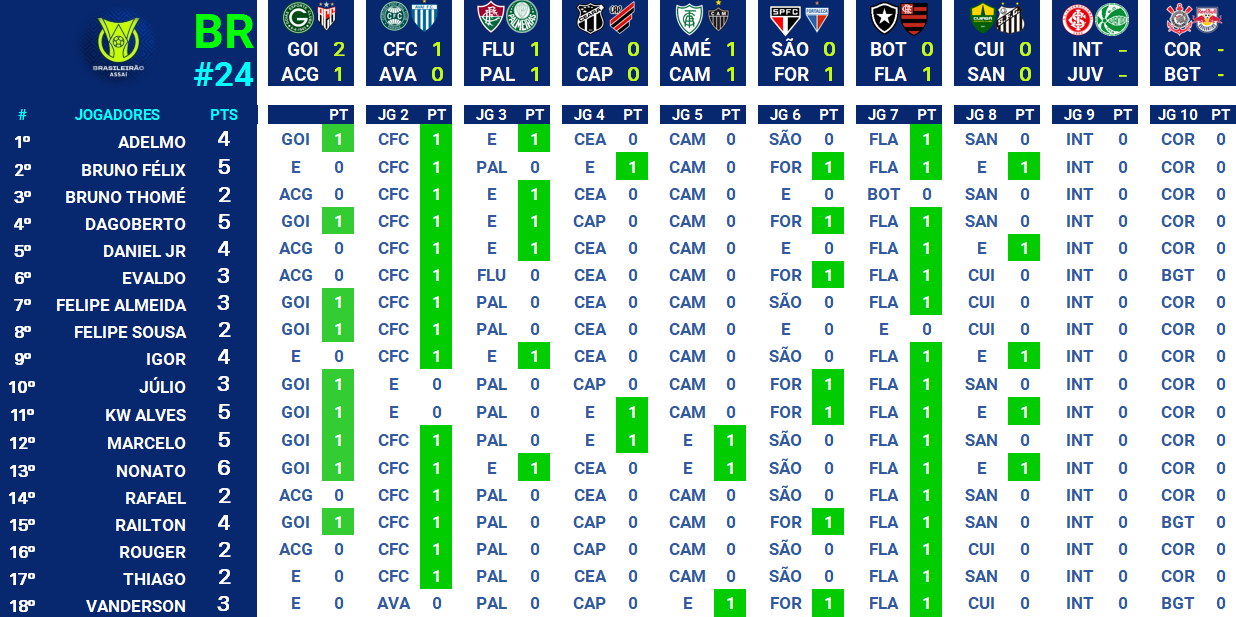 BRASILEIRÃO
ASSAÍ
BR
#24
GOI 2 CFC 1 FLU 1 CEA 0 AMÉ 1 SÃO 0 BOT 0 CUI 0 INT - COR -
ACG 1 AVA 0 PAL 1 CAP 0 CAM 1 FOR 1 FLA 1 SAN 0 JUV - BGT -
# JOGADORES PTS PT JG 2 PT JG 3 PT JG 4 PT JG 5 PT JG 6 PT JG 7 PT JG 8 PT JG 9 PT JG 10 PT
1º ADELMO 4 GOI 1 CFC 1 E 1 CEA 0 CAM 0 SÃO 0 FLA 1 SAN 0 INT 0 COR 0
2º BRUNO FÉLIX 5 E 0 CFC 1 PAL 0 E 1 CAM 0 FOR 1 FLA 1 E 1 INT 0 COR 0
3º BRUNO THOMÉ 2 ACG 0 CFC 1 E 1 CEA 0 CAM 0 E 0 BOT 0 SAN 0 INT 0 COR 0
4º DAGOBERTO 5 GOI 1 CFC 1 E 1 CAP 0 CAM 0 FOR 1 FLA 1 SAN 0 INT 0 COR 0
5º DANIEL JR 4 ACG 0 CFC 1 E 1 CEA 0 CAM 0 E 0 FLA 1 E 1 INT 0 COR 0
6º EVALDO 3 ACG 0 CFC 1 FLU 0 CEA 0 CAM 0 FOR 1 FLA 1 CUI 0 INT 0 BGT 0
7º FELIPE ALMEIDA 3 GOI 1 CFC 1 PAL 0 CEA 0 CAM 0 SÃO 0 FLA 1 CUI 0 INT 0 COR 0
8º FELIPE SOUSA 2 GOI 1 CFC 1 PAL 0 CEA 0 CAM 0 E 0 E 0 CUI 0 INT 0 COR 0
9º IGOR 4 E 0 CFC 1 E 1 CEA 0 CAM 0 SÃO 0 FLA 1 E 1 INT 0 COR 0
10º JÚLIO 3 GOI 1 E 0 PAL 0 CAP 0 CAM 0 FOR 1 FLA 1 SAN 0 INT 0 COR 0
11º KW ALVES 5 GOI 1 E 0 PAL 0 E 1 CAM 0 FOR 1 FLA 1 E 1 INT 0 COR 0
12º MARCELO 5 GOI 1 CFC 1 PAL 0 E 1 E 1 SÃO 0 FLA 1 SAN 0 INT 0 COR 0
13º NONATO 6 GOI 1 CFC 1 E 1 CEA 0 E 1 SÃO 0 FLA 1 E 1 INT 0 COR 0
14º RAFAEL 2 ACG 0 CFC 1 PAL 0 CEA 0 CAM 0 SÃO 0 FLA 1 SAN 0 INT 0 COR 0
15º RAILTON 4 GOI 1 CFC 1 PAL 0 CAP 0 CAM 0 FOR 1 FLA 1 SAN 0 INT 0 BGT 0
16º ROUGER 2 ACG 0 CFC 1 PAL 0 CAP 0 CAM 0 SÃO 0 FLA 1 CUI 0 INT 0 COR 0
17º THIAGO 2 E 0 CFC 1 PAL 0 CEA 0 CAM 0 SÃO 0 FLA 1 SAN 0 INT 0 COR 0
18º VANDERSON 3 E 0 AVA 0 PAL 0 CAP 0 E 1 FOR 1 FLA 1 CUI 0 INT 0 BGT 0